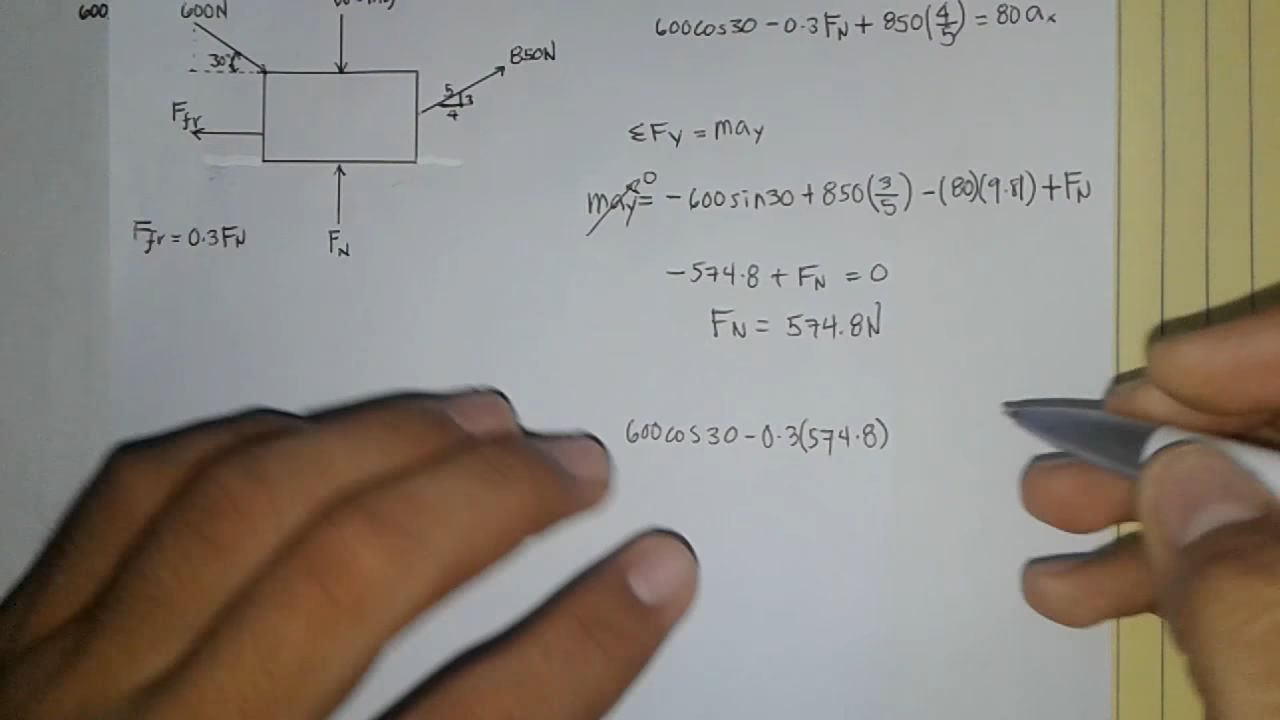 600
600N
30°
850N
5
3
4
Ffr
Ffr = 0.3FN
FN
600cos30 - 0.3FN + 850(4/5) = 80ax
ΣFy = may
may = 0 = -600sin30 + 850(3/5) - (80)(9.81) + FN
-574.8 + FN = 0
FN = 574.8N
600cos30 - 0.3(574.8)